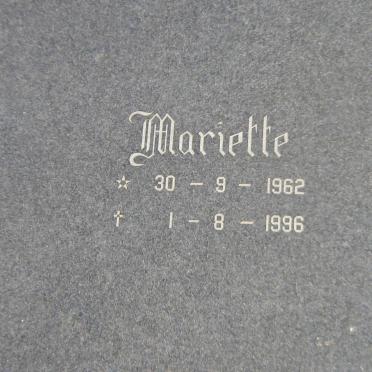 Mariette
☆ 30 - 9 - 1962
† 1 - 8 - 1996